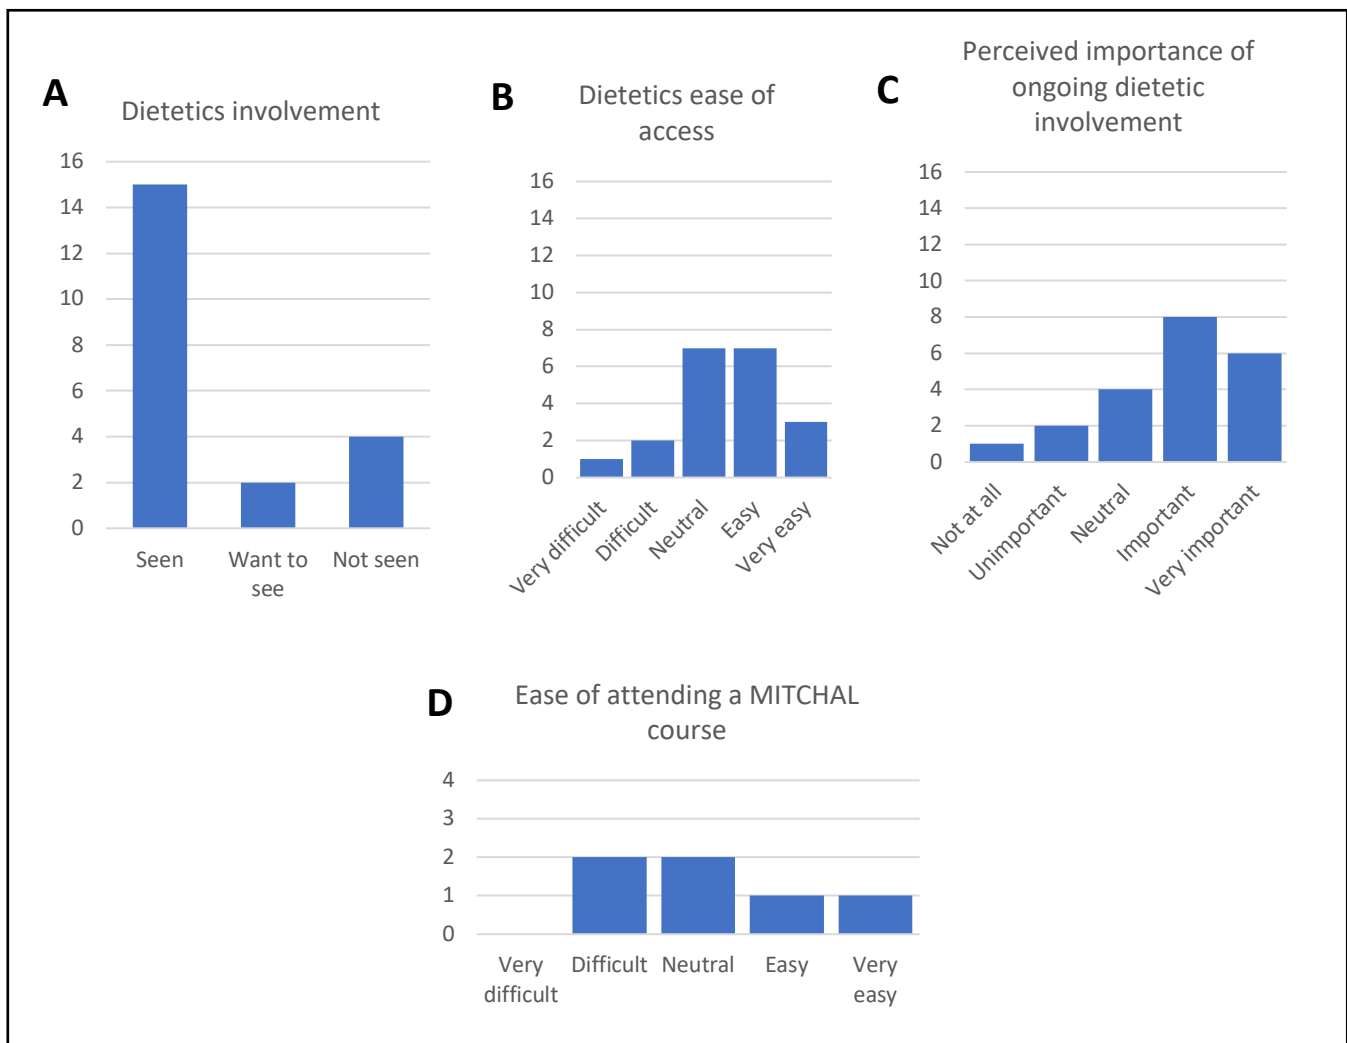 A
Dietetics involvement
16
14
12
10
8
6
4
2
0
Seen
Want to
see
Not seen
B
Dietetics ease of
access
16
14
12
10
8
6
4
2
0
Very difficult
Difficult
Neutral
Easy
Very easy
C
Perceived importance of
ongoing dietetic
involvement
16
14
12
10
8
6
4
2
0
Not at all
Unimportant
Neutral
Important
Very important
D
Ease of attending a MITCHAL
course
4
3
2
1
0
Very
difficult
Difficult
Neutral
Easy
Very
easy